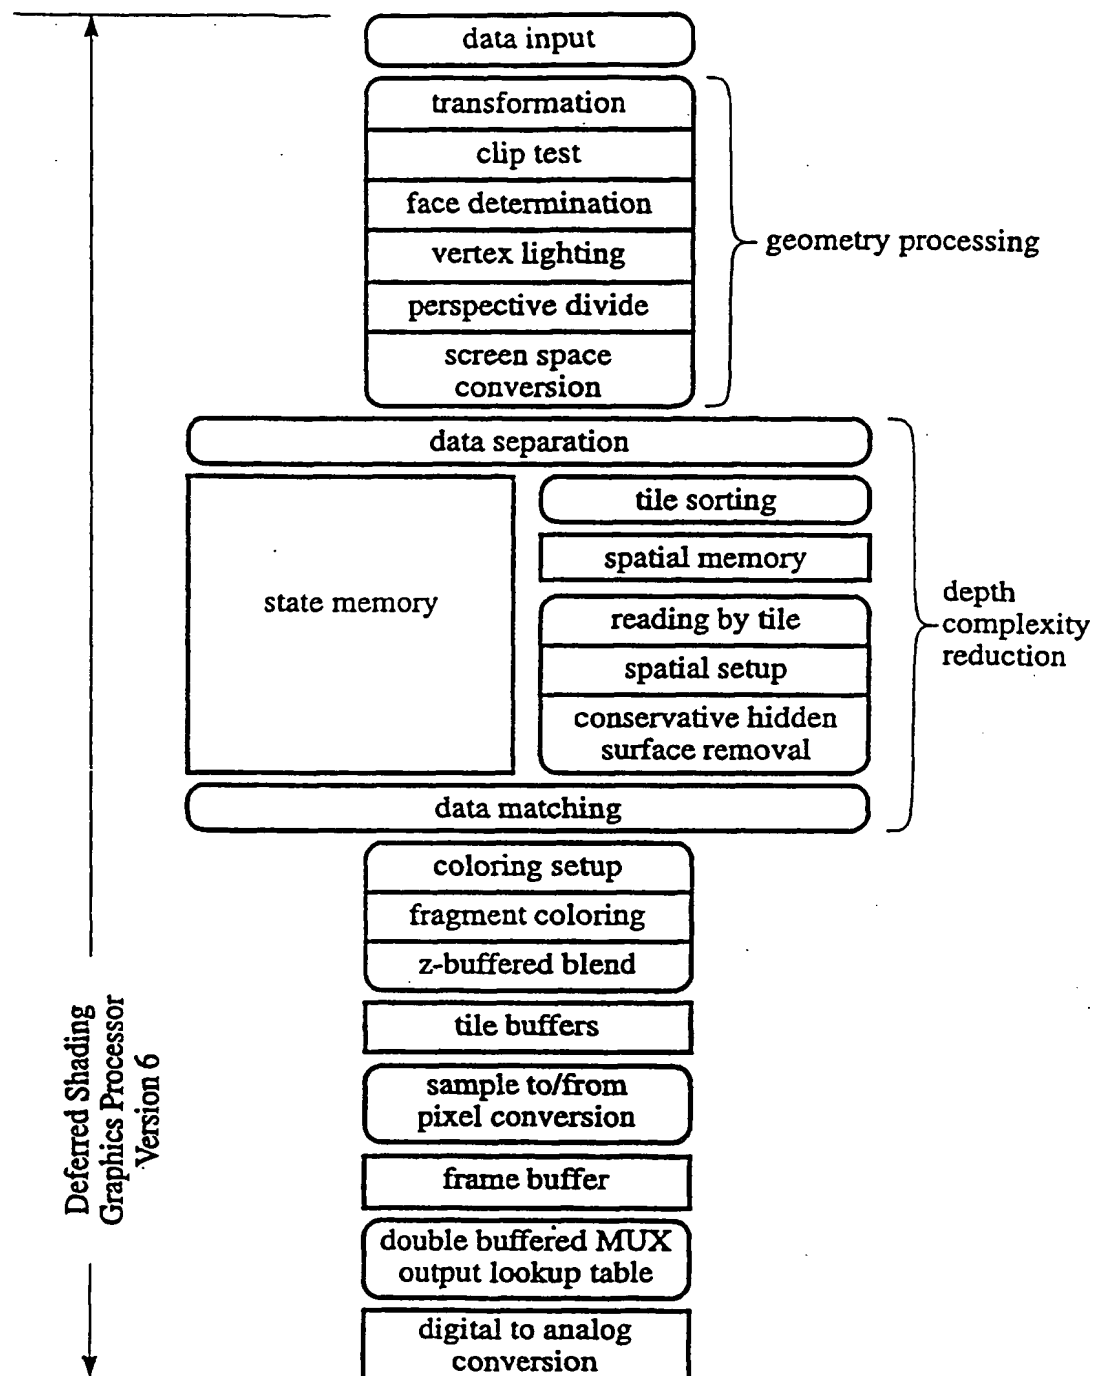 data input
transformation
clip test
face determination
vertex lighting
perspective divide
screen space
conversion
geometry processing
data separation
state memory
tile sorting
spatial memory
reading by tile
spatial setup
conservative hidden
surface removal
depth
complexity
reduction
data matching
coloring setup
fragment coloring
z-buffered blend
tile buffers
sample to/from
pixel conversion
frame buffer
double buffered MUX
output lookup table
digital to analog
conversion
Deferred Shading
Graphics Processor
Version 6